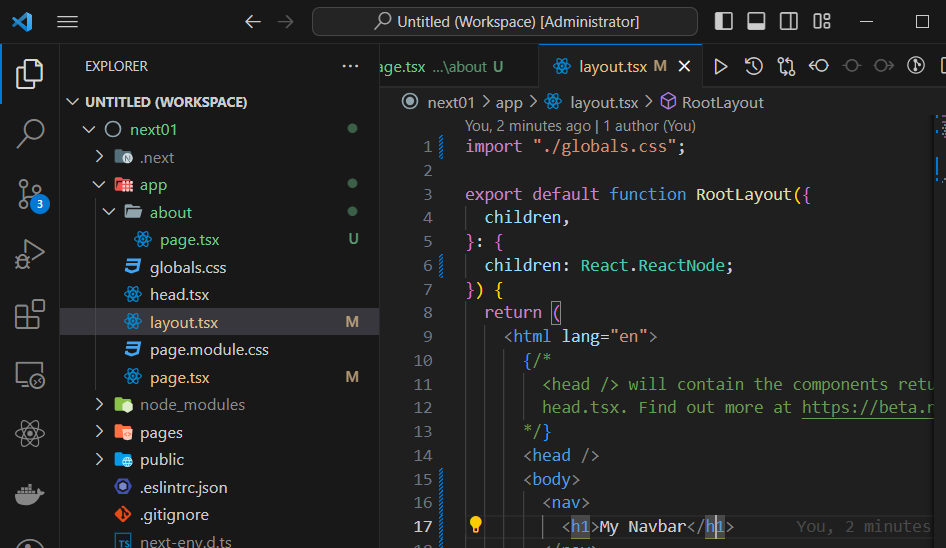 Untitled (Workspace) [Administrator]
EXPLORER
age.tsx ...\about U
layout.tsx M
UNTITLED (WORKSPACE)
next01
.next
app
about
page.tsx U
globals.css
head.tsx
layout.tsx M
page.module.css
page.tsx M
node_modules
pages
public
.eslintrc.json
.gitignore
TS next-env.d.ts
3
next01 > app > layout.tsx > RootLayout
You, 2 minutes ago | 1 author (You)
1 import "./globals.css";
2
3 export default function RootLayout({
4 children,
5 }: {
6 children: React.ReactNode;
7 }) {
8 return (
9 <html lang="en">
10 {/*
11 <head /> will contain the components retu
12 head.tsx. Find out more at https://beta.n
13 */}
14 <head />
15 <body>
16 <nav>
17 <h1>My Navbar</h1> You, 2 minutes